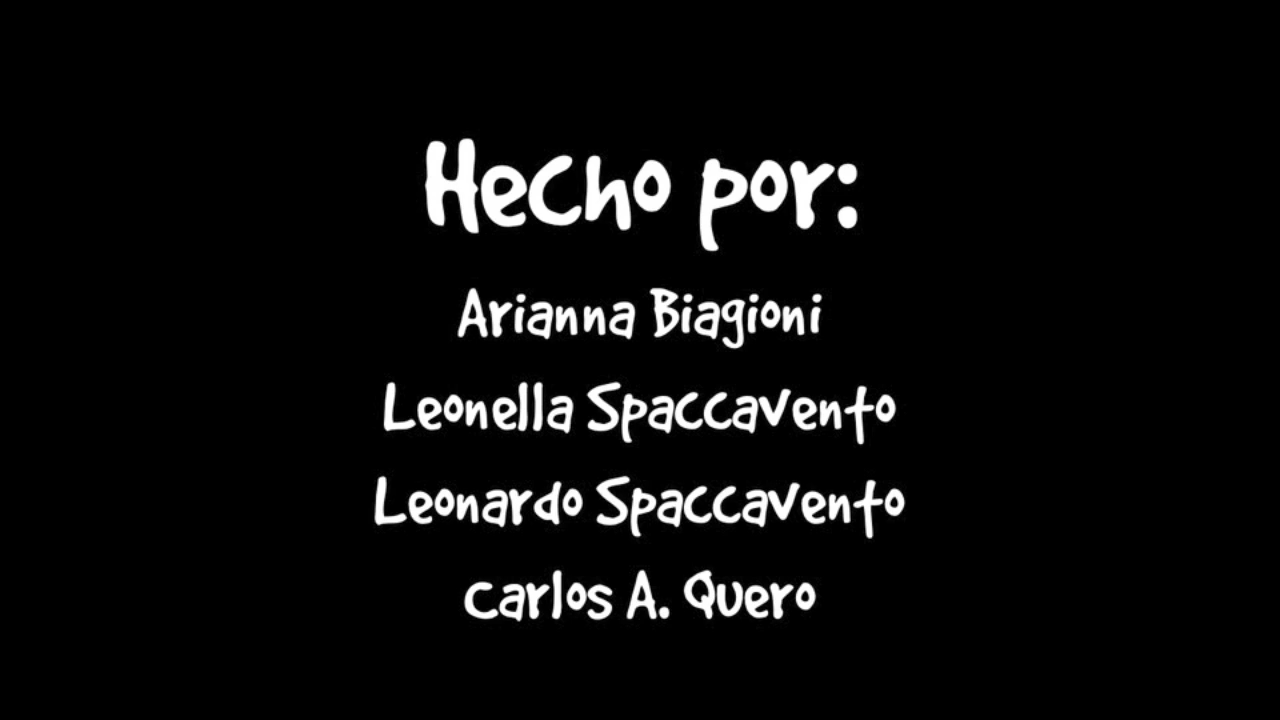 Hecho por:
Arianna Biagioni
Leonella Spaccavento
Leonardo Spaccavento
Carlos A. Quero